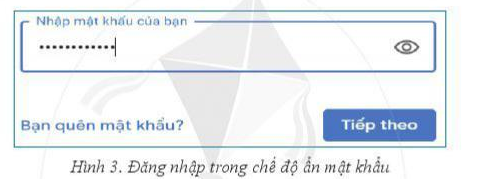 Nhập mật khẩu của bạn
••••••••••••
Bạn quên mật khẩu?
Tiếp theo
Hình 3. Đăng nhập trong chế độ ẩn mật khẩu